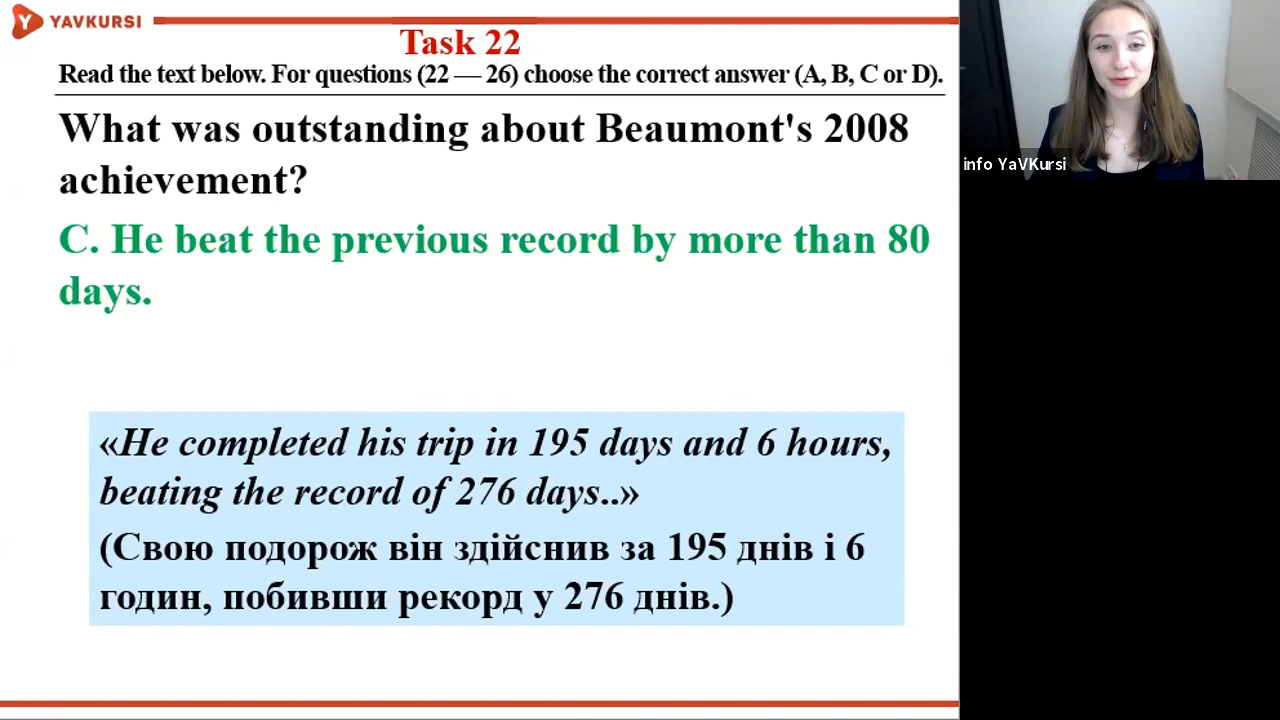 YAVKURSI
Task 22
Read the text below. For questions (22 — 26) choose the correct answer (A, B, C or D).
What was outstanding about Beaumont's 2008
achievement?
C. He beat the previous record by more than 80
days.
«He completed his trip in 195 days and 6 hours,
beating the record of 276 days..»
(Свою подорож він здійснив за 195 днів і 6
годин, побивши рекорд у 276 днів.)
info YaVKursi